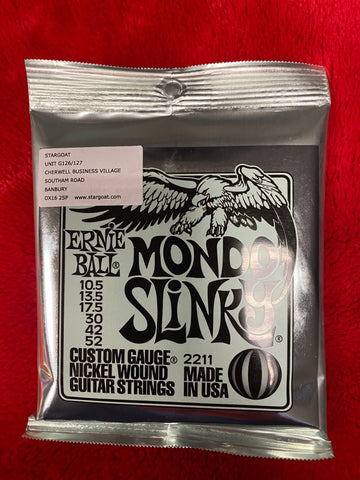 STARGOAT
UNIT G126/127
CHERWELL BUSINESS VILLAGE
SOUTHAM ROAD
BANBURY
OX16 2SP www.stargoat.com
ERNIE
BALL®
MONDO
SLINKY
10.5
13.5
17.5
30
42
52
CUSTOM GAUGE® 2211
NICKEL WOUND MADE
GUITAR STRINGS IN USA